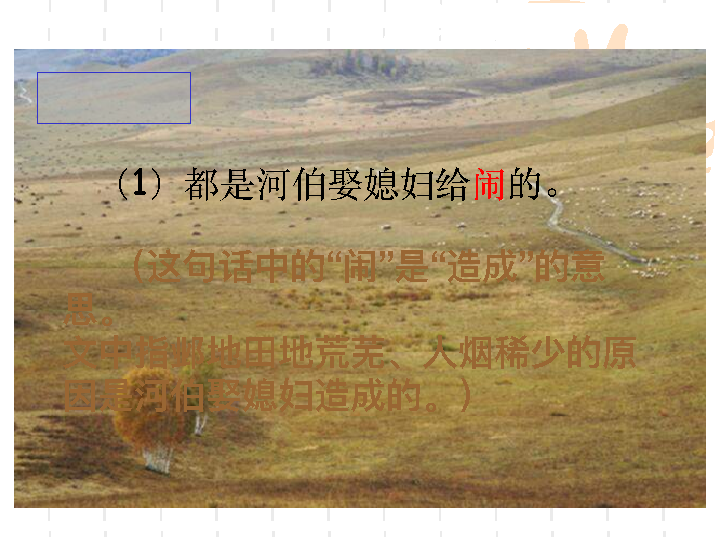 （1）都是河伯娶媳妇给闹的。
（这句话中的“闹”是“造成”的意
思。
文中指邺地田地荒芜、人烟稀少的原
因是河伯娶媳妇造成的。）